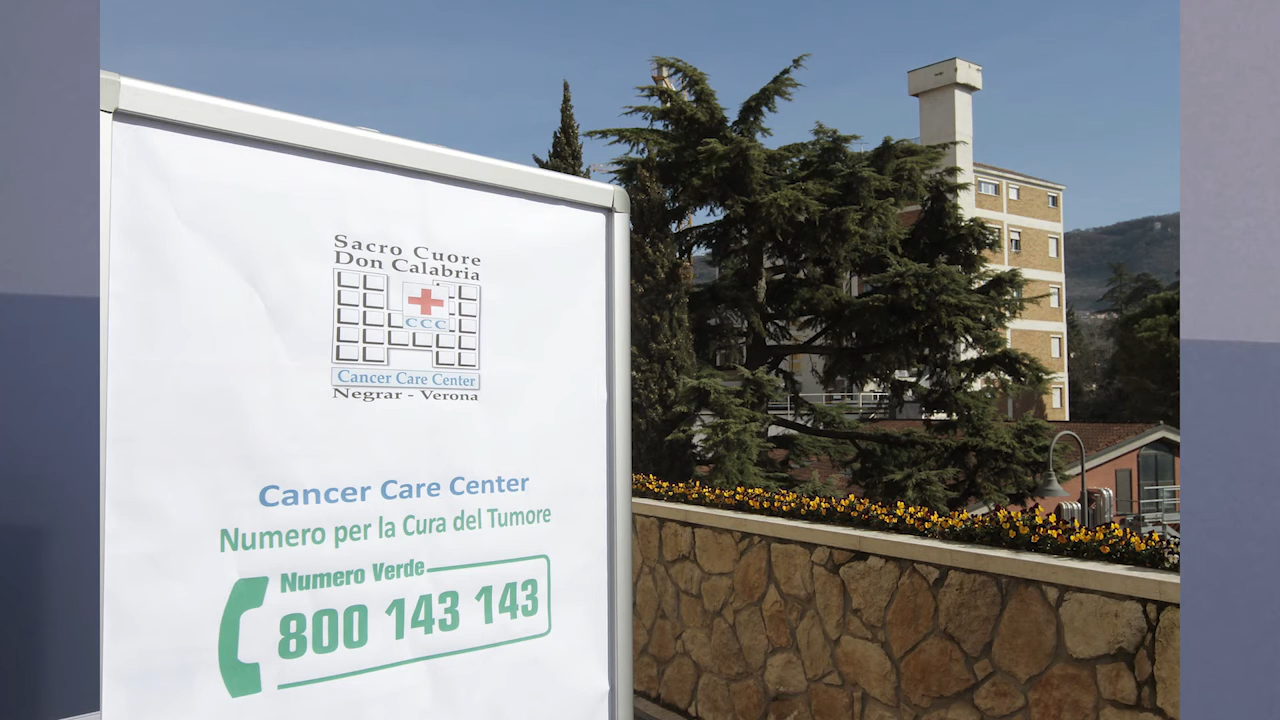 Sacro Cuore
Don Calabria
CCC
Cancer Care Center
Negrar - Verona
Cancer Care Center
Numero per la Cura del Tumore
Numero Verde
800 143 143